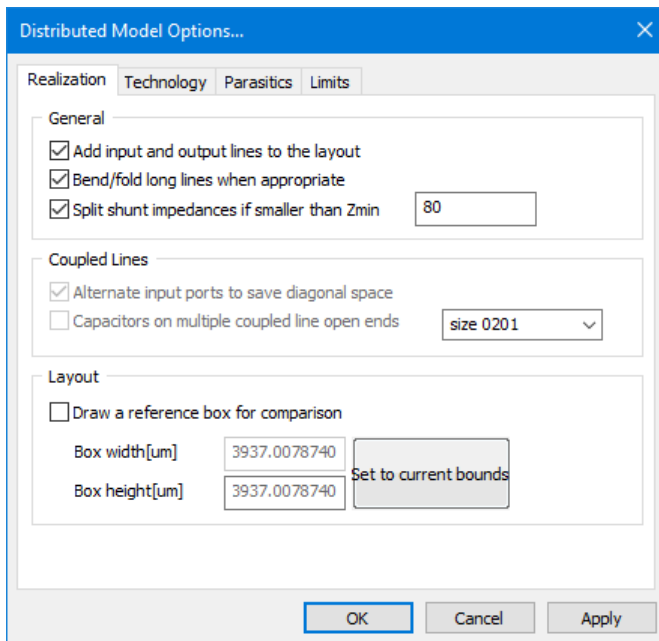 Distributed Model Options...
Realization Technology Parasitics Limits
General
Add input and output lines to the layout
Bend/fold long lines when appropriate
Split shunt impedances if smaller than Zmin 80
Coupled Lines
Alternate input ports to save diagonal space
Capacitors on multiple coupled line open ends size 0201
Layout
Draw a reference box for comparison
Box width[um] 3937.0078740
Box height[um] 3937.0078740
Set to current bounds
OK Cancel Apply